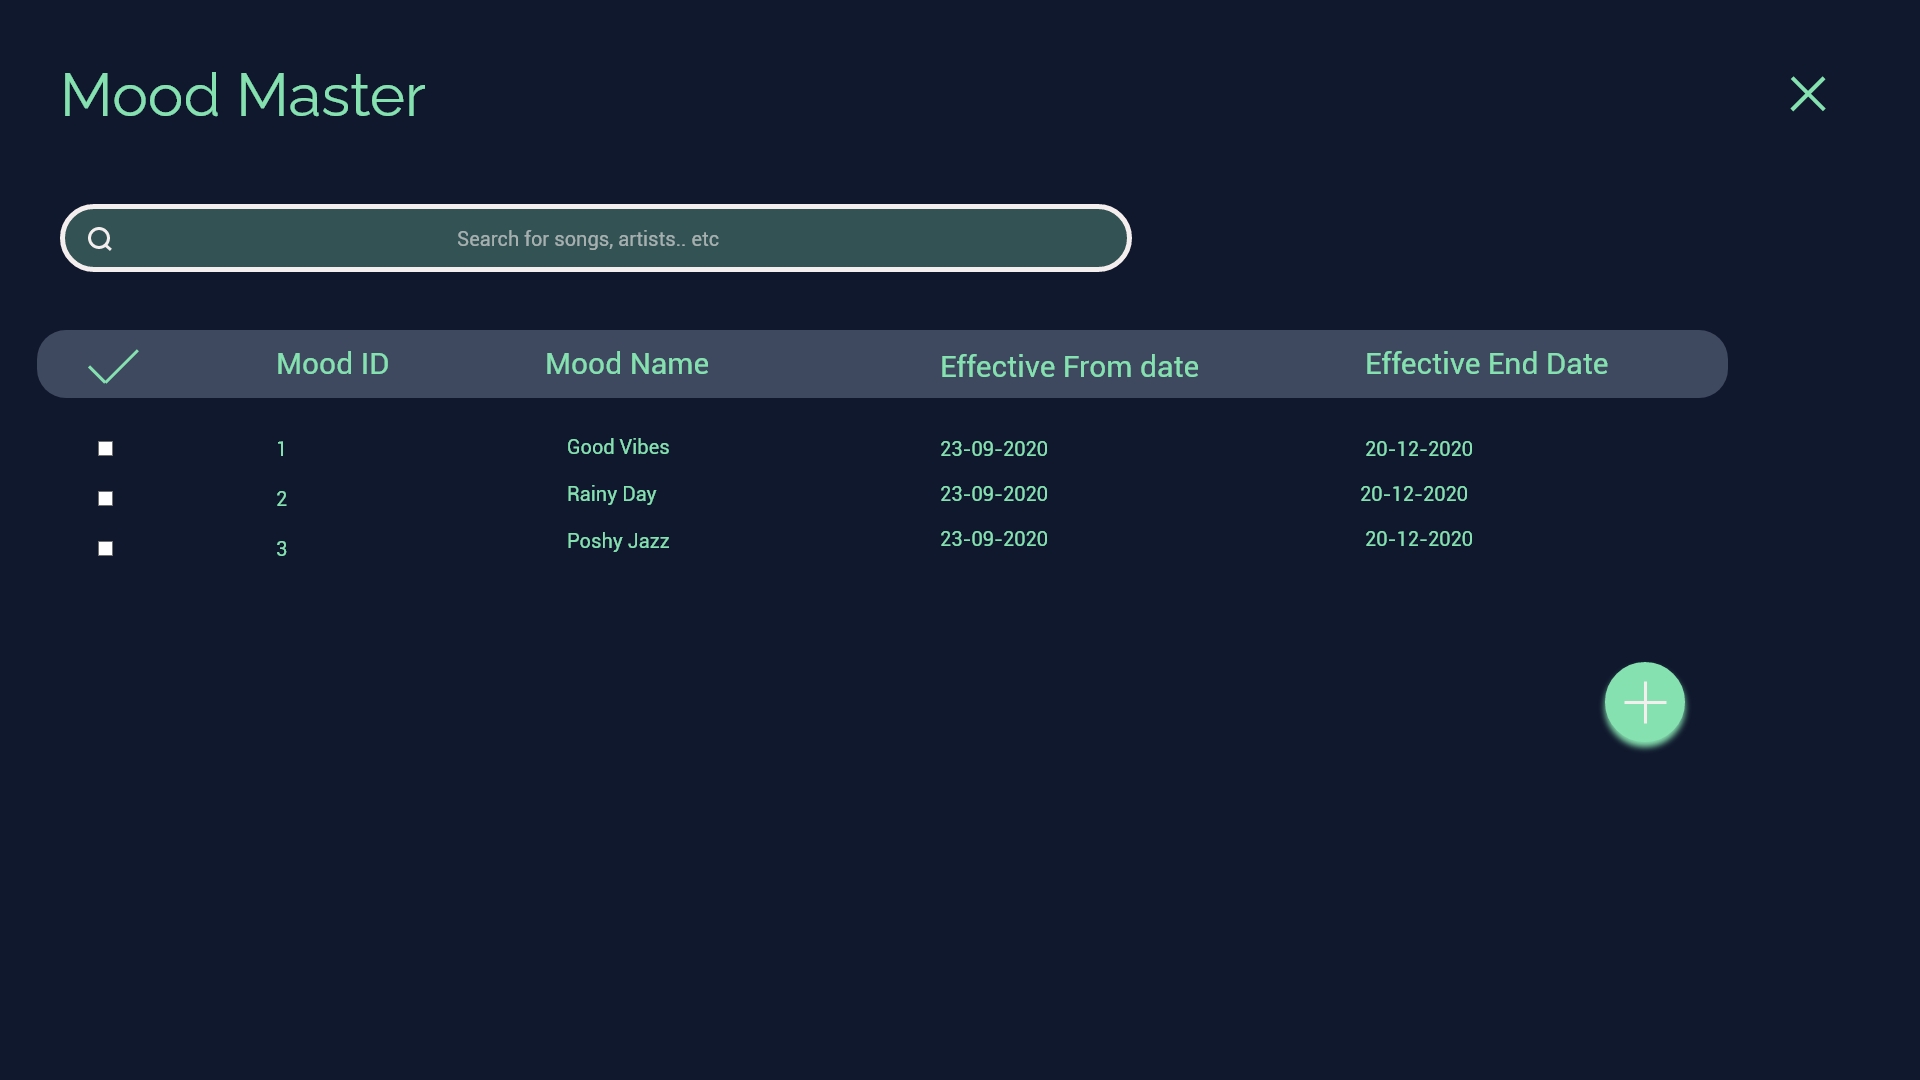 Mood Master
Search for songs, artists.. etc
Mood ID Mood Name Effective From date Effective End Date
1 Good Vibes 23-09-2020 20-12-2020
2 Rainy Day 23-09-2020 20-12-2020
3 Poshy Jazz 23-09-2020 20-12-2020